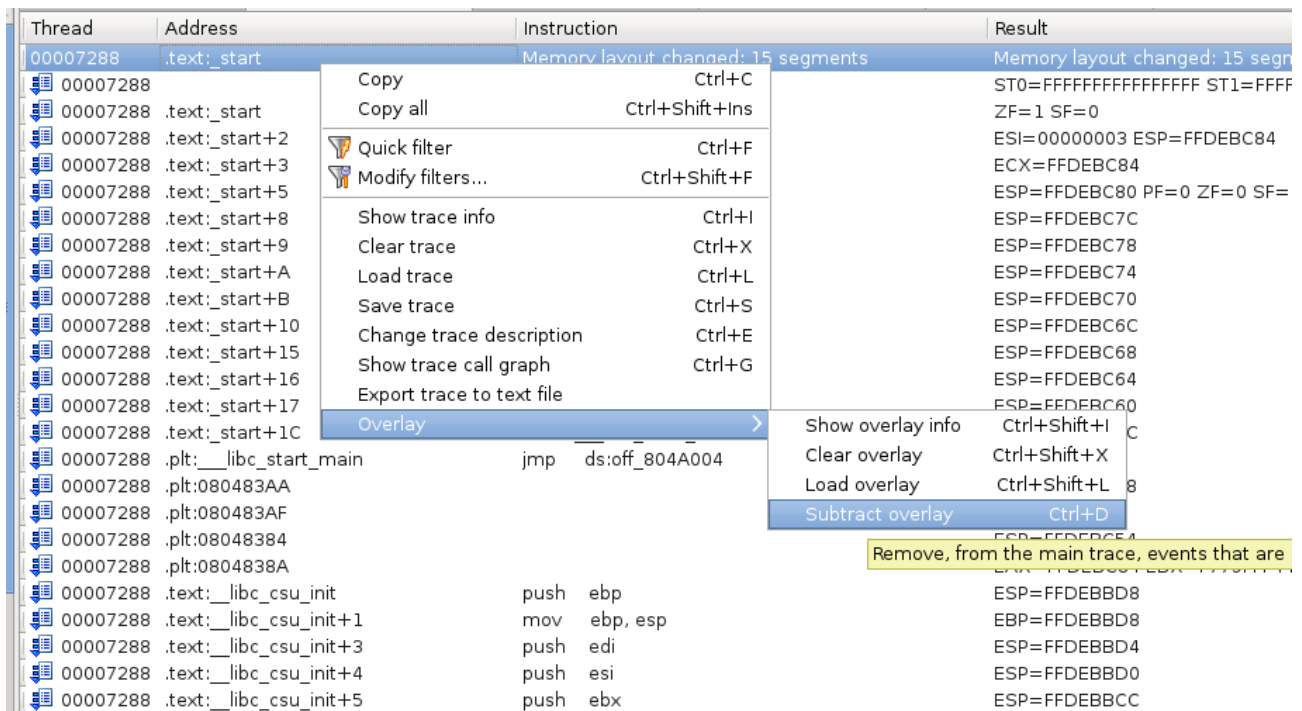 Thread Address Instruction Result
00007288 .text:_start Memory layout changed: 15 segments Memory layout changed: 15 segn
00007288 ST0=FFFFFFFFFFFFFFFF ST1=FFFF
00007288 .text:_start ZF=1 SF=0
00007288 .text:_start+2 ESI=00000003 ESP=FFDEBC84
00007288 .text:_start+3 ECX=FFDEBC84
00007288 .text:_start+5 ESP=FFDEBC80 PF=0 ZF=0 SF=
00007288 .text:_start+8 ESP=FFDEBC7C
00007288 .text:_start+9 ESP=FFDEBC78
00007288 .text:_start+A ESP=FFDEBC74
00007288 .text:_start+B ESP=FFDEBC70
00007288 .text:_start+10 ESP=FFDEBC6C
00007288 .text:_start+15 ESP=FFDEBC68
00007288 .text:_start+16 ESP=FFDEBC64
00007288 .text:_start+17 ESP=FFDEBC60
00007288 .text:_start+1C C
00007288 .plt:___libc_start_main jmp ds:off_804A004
00007288 .plt:080483AA 8
00007288 .plt:080483AF
00007288 .plt:08048384 ESP=FFDEBC54
00007288 .plt:0804838A
00007288 .text:__libc_csu_init push ebp ESP=FFDEBBD8
00007288 .text:__libc_csu_init+1 mov ebp, esp EBP=FFDEBBD8
00007288 .text:__libc_csu_init+3 push edi ESP=FFDEBBD4
00007288 .text:__libc_csu_init+4 push esi ESP=FFDEBBD0
00007288 .text:__libc_csu_init+5 push ebx ESP=FFDEBBCC
Copy Ctrl+C
Copy all Ctrl+Shift+Ins
Quick filter Ctrl+F
Modify filters... Ctrl+Shift+F
Show trace info Ctrl+I
Clear trace Ctrl+X
Load trace Ctrl+L
Save trace Ctrl+S
Change trace description Ctrl+E
Show trace call graph Ctrl+G
Export trace to text file
Overlay
Show overlay info Ctrl+Shift+I
Clear overlay Ctrl+Shift+X
Load overlay Ctrl+Shift+L
Subtract overlay Ctrl+D
Remove, from the main trace, events that are